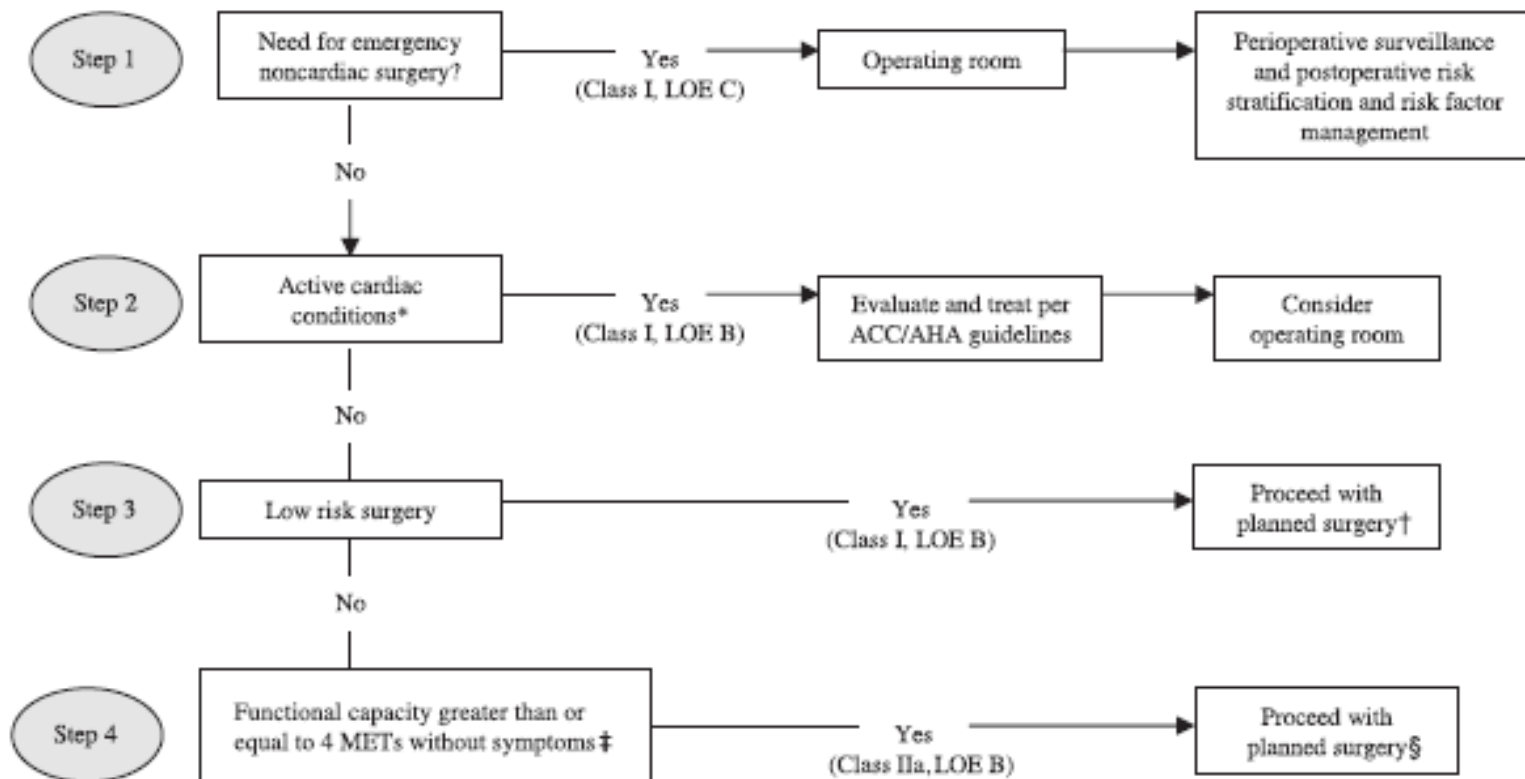 Step 1
Need for emergency
noncardiac surgery?
Yes
(Class I, LOE C)
Operating room
Perioperative surveillance
and postoperative risk
stratification and risk factor
management
No
Step 2
Active cardiac
conditions*
Yes
(Class I, LOE B)
Evaluate and treat per
ACC/AHA guidelines
Consider
operating room
No
Step 3
Low risk surgery
Yes
(Class I, LOE B)
Proceed with
planned surgery†
No
Step 4
Functional capacity greater than or
equal to 4 METs without symptoms‡
Yes
(Class IIa, LOE B)
Proceed with
planned surgery§